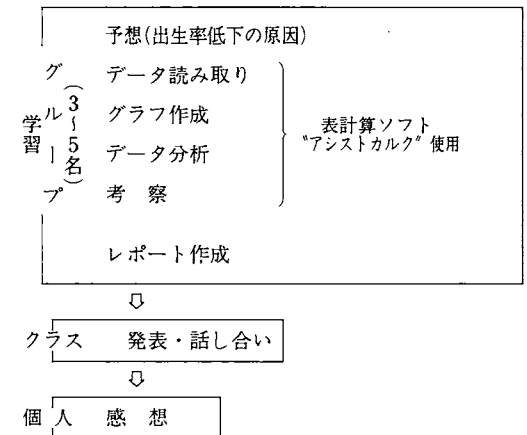 予想(出生率低下の原因)
グループ学習(3~5名)
データ読み取り
グラフ作成
データ分析
考 察
表計算ソフト
"アシストカルク"使用
レポート作成
⇩
クラス 発表・話し合い
⇩
個人 感 想